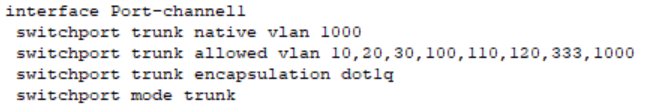 interface Port-channel1
switchport trunk native vlan 1000
switchport trunk allowed vlan 10,20,30,100,110,120,333,1000
switchport trunk encapsulation dot1q
switchport mode trunk